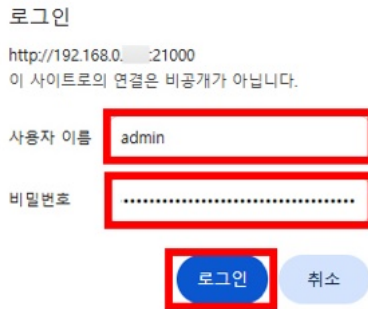 로그인
http://192.168.0. :21000
이 사이트로의 연결은 비공개가 아닙니다.
사용자 이름 admin
비밀번호 ••••••••••••••••••••••••••••••••••••
로그인 취소